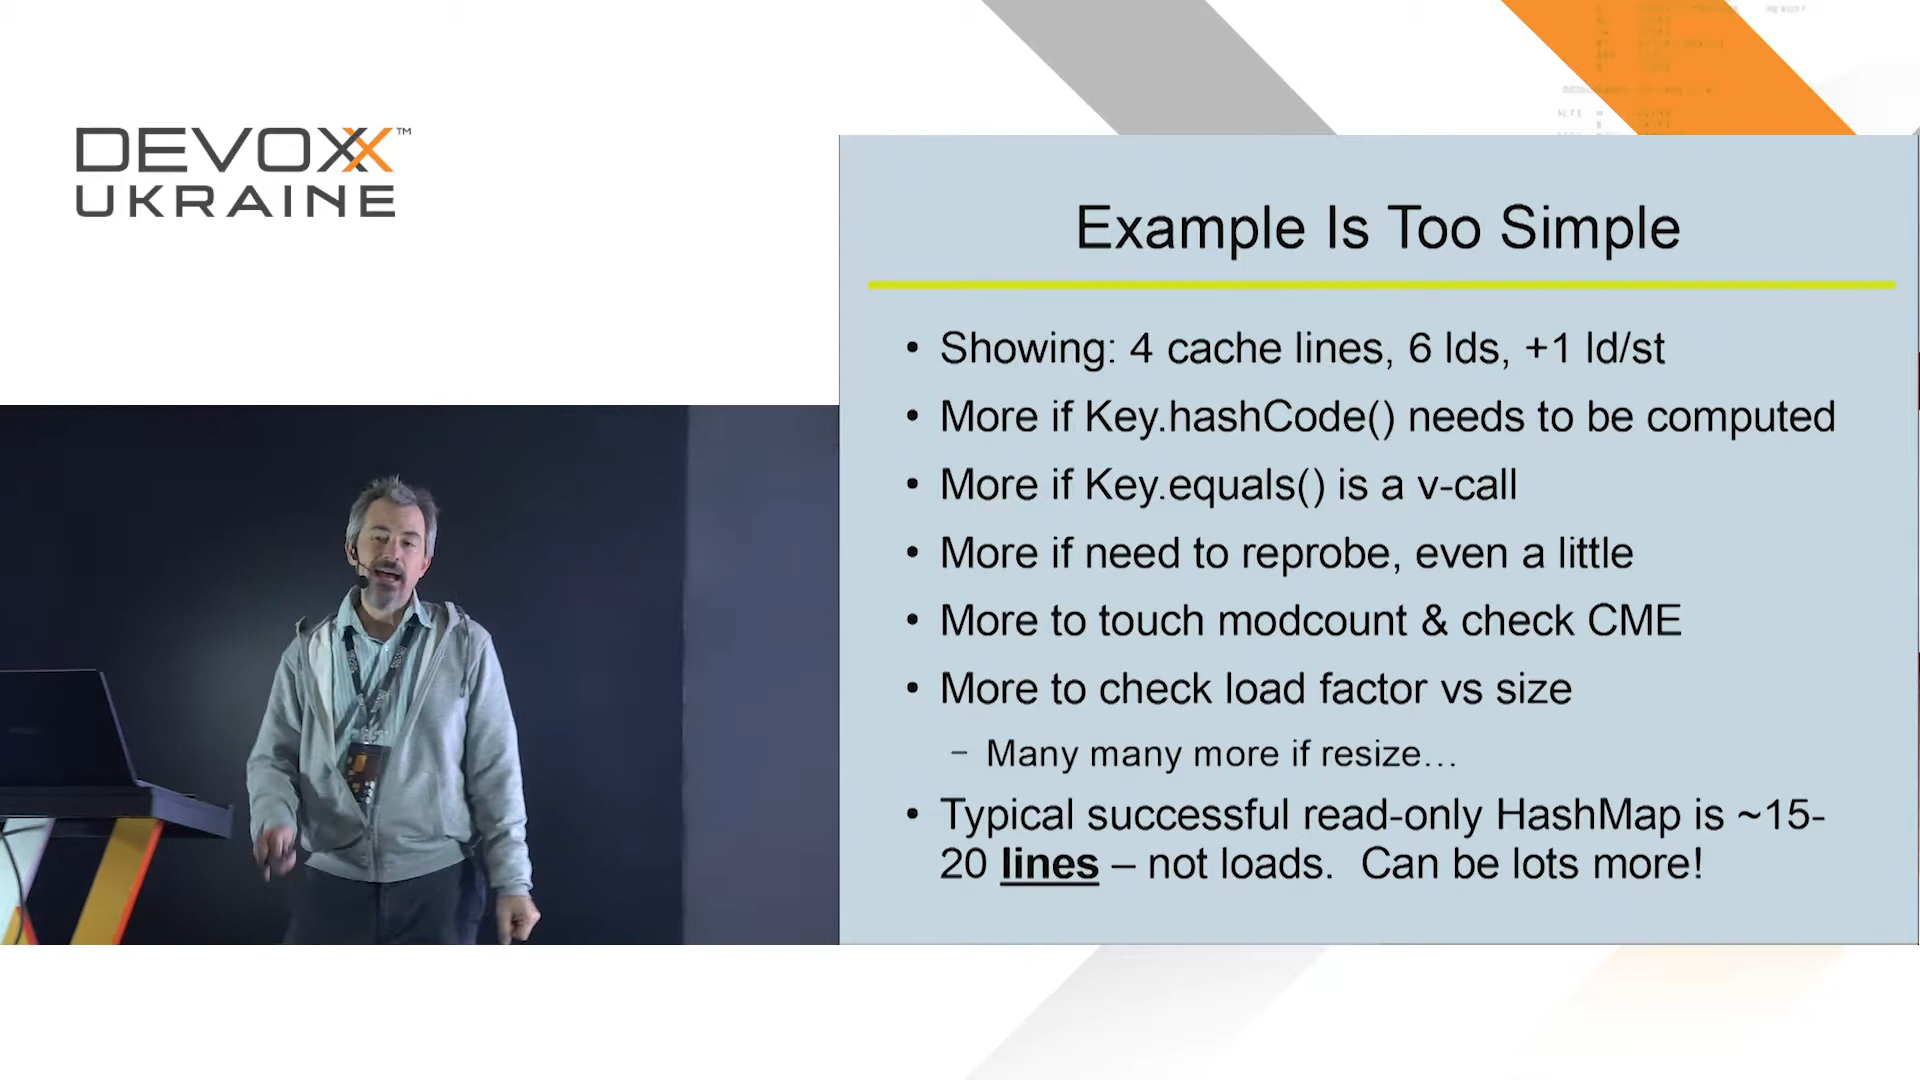 DEVOXX™
UKRAINE
Example Is Too Simple
• Showing: 4 cache lines, 6 lds, +1 ld/st
• More if Key.hashCode() needs to be computed
• More if Key.equals() is a v-call
• More if need to reprobe, even a little
• More to touch modcount & check CME
• More to check load factor vs size
– Many many more if resize…
• Typical successful read-only HashMap is ~15-
20 lines – not loads.  Can be lots more!